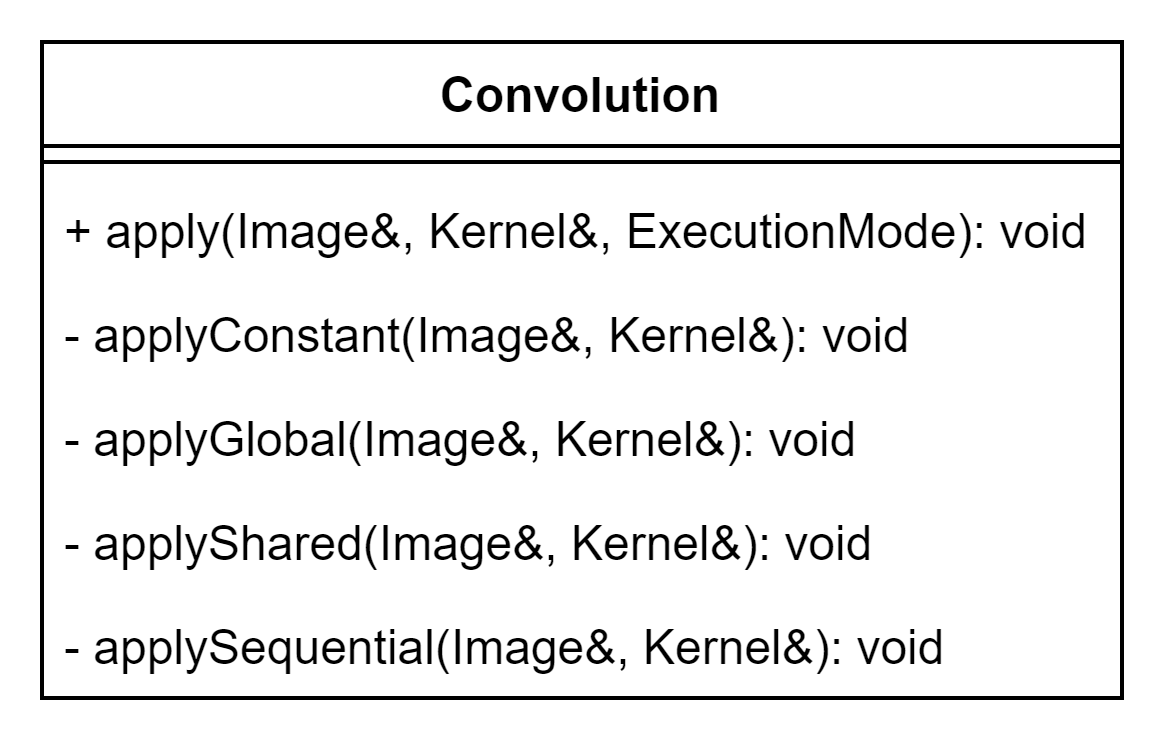 Convolution
+ apply(Image&, Kernel&, ExecutionMode): void
- applyConstant(Image&, Kernel&): void
- applyGlobal(Image&, Kernel&): void
- applyShared(Image&, Kernel&): void
- applySequential(Image&, Kernel&): void